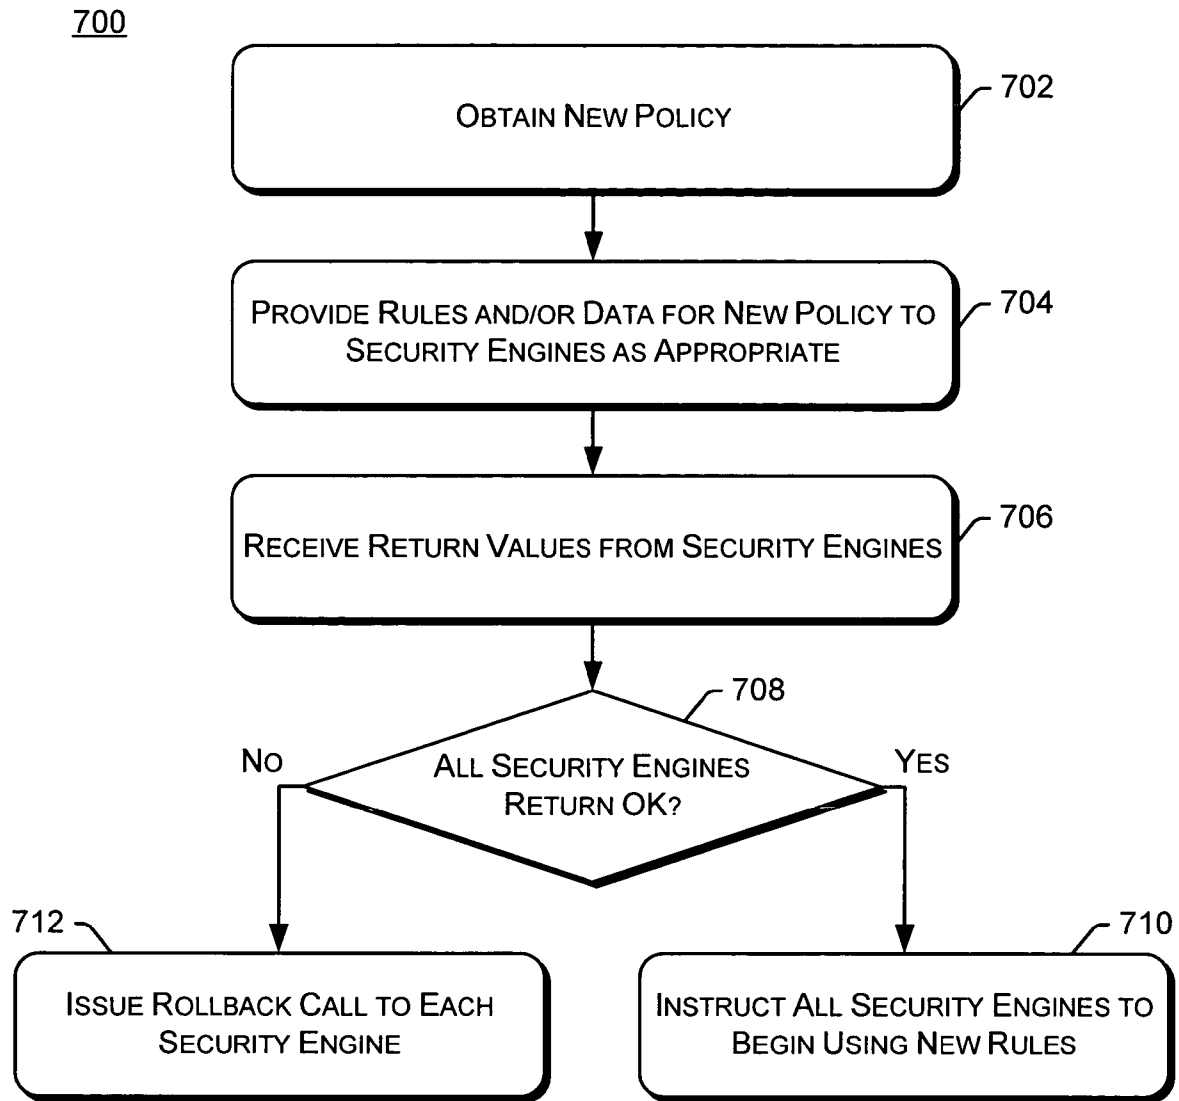 700
OBTAIN NEW POLICY
702
PROVIDE RULES AND/OR DATA FOR NEW POLICY TO
SECURITY ENGINES AS APPROPRIATE
704
RECEIVE RETURN VALUES FROM SECURITY ENGINES
706
708
ALL SECURITY ENGINES
RETURN OK?
NO
YES
712
ISSUE ROLLBACK CALL TO EACH
SECURITY ENGINE
710
INSTRUCT ALL SECURITY ENGINES TO
BEGIN USING NEW RULES